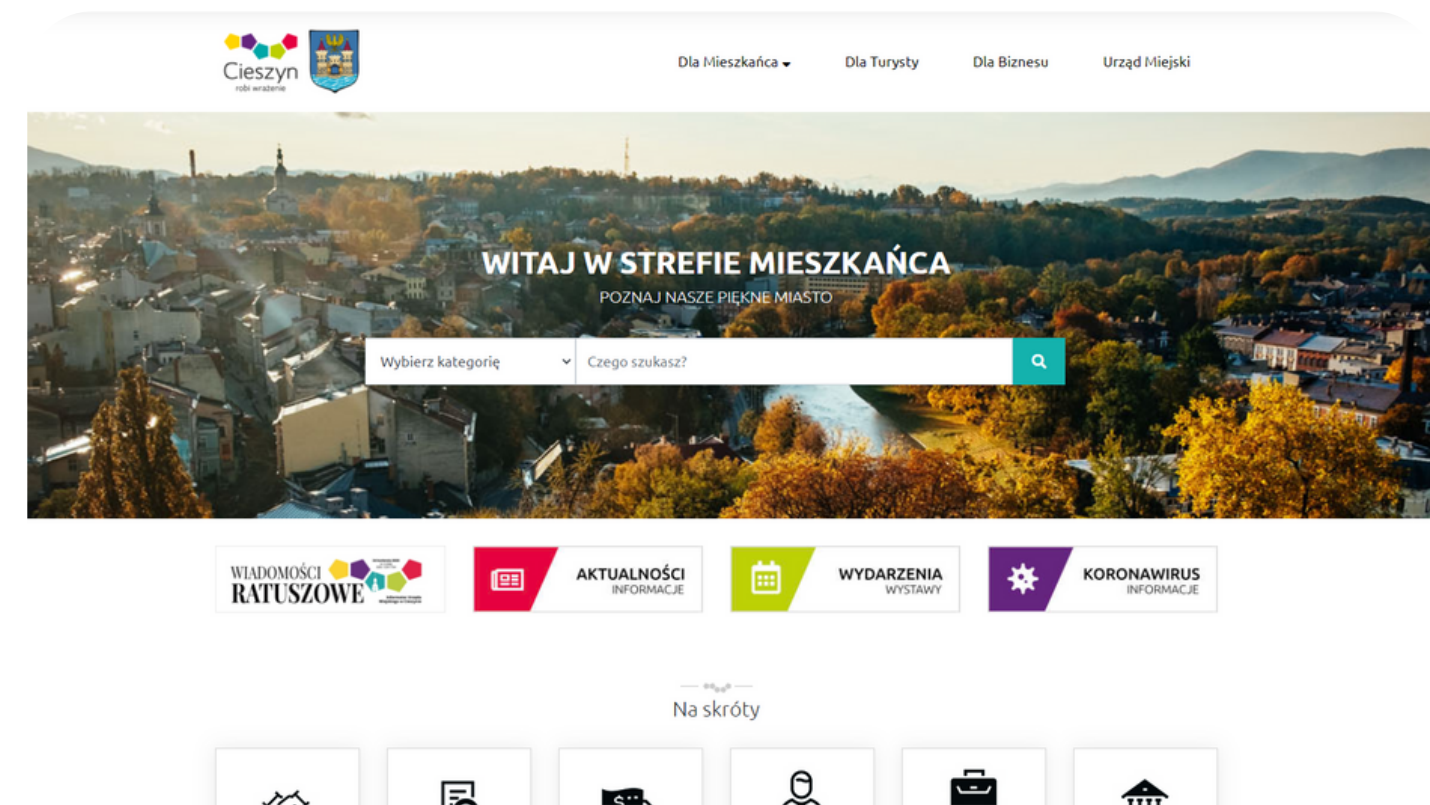 Cieszyn
robi wrażenie
Dla Mieszkańca
Dla Turysty
Dla Biznesu
Urząd Miejski
WITAJ W STREFIE MIESZKAŃCA
POZNAJ NASZE PIĘKNE MIASTO
Wybierz kategorię
Czego szukasz?
WIADOMOŚCI
RATUSZOWE
AKTUALNOŚCI
INFORMACJE
WYDARZENIA
WYSTAWY
KORONAWIRUS
INFORMACJE
Na skróty